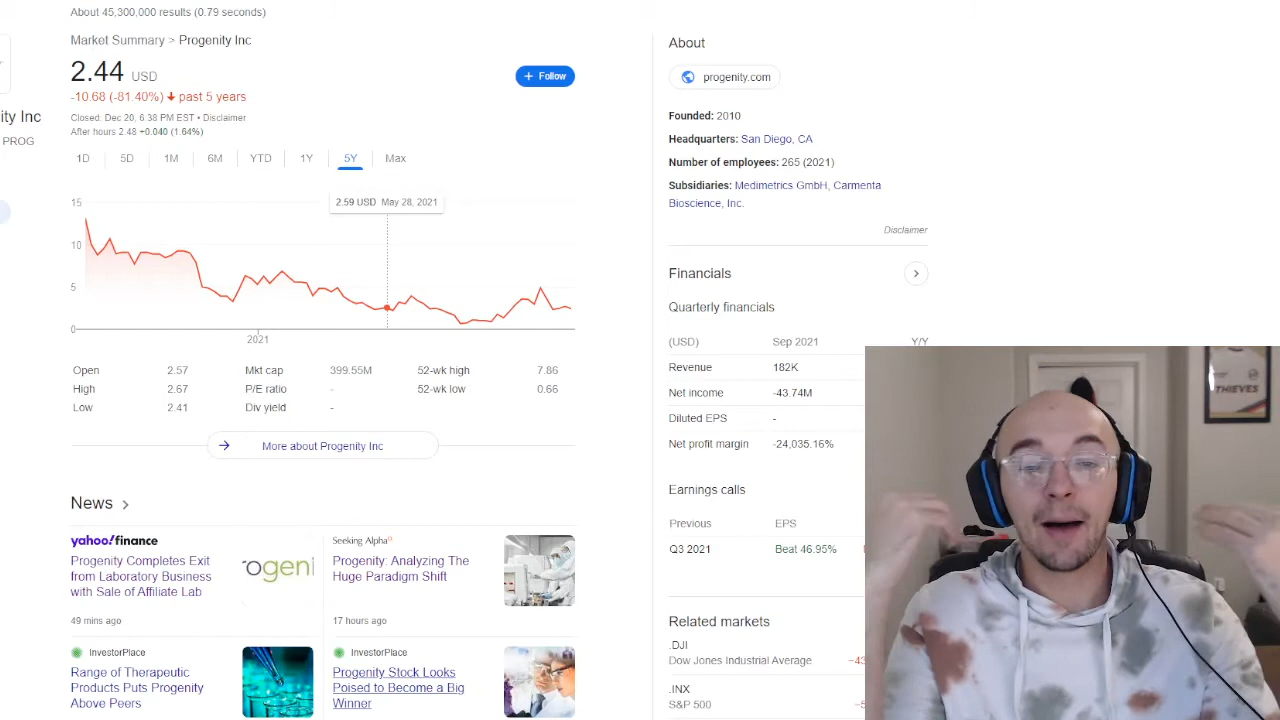 About 45,300,000 results (0.79 seconds)
Market Summary > Progenity Inc
2.44 USD
+ Follow
-10.68 (-81.40%) past 5 years
Closed: Dec 20, 6:38 PM EST • Disclaimer
After hours 2.48 +0.040 (1.64%)
ity Inc
PROG
1D 5D 1M 6M YTD 1Y 5Y Max
2.59 USD May 28, 2021
15
10
5
0
2021
Open 2.57 Mkt cap 399.55M 52-wk high 7.86
High 2.67 P/E ratio - 52-wk low 0.66
Low 2.41 Div yield -
More about Progenity Inc
News
yahoo!finance
Progenity Completes Exit
from Laboratory Business
with Sale of Affiliate Lab
49 mins ago
rogeni
Seeking Alpha
Progenity: Analyzing The
Huge Paradigm Shift
17 hours ago
InvestorPlace
Range of Therapeutic
Products Puts Progenity
Above Peers
InvestorPlace
Progenity Stock Looks
Poised to Become a Big
Winner
About
progenity.com
Founded: 2010
Headquarters: San Diego, CA
Number of employees: 265 (2021)
Subsidiaries: Medimetrics GmbH, Carmenta
Bioscience, Inc.
Disclaimer
Financials
Quarterly financials
(USD) Sep 2021 Y/Y
Revenue 182K
Net income -43.74M
Diluted EPS -
Net profit margin -24,035.16%
Earnings calls
Previous EPS
Q3 2021 Beat 46.95%
Related markets
.DJI
Dow Jones Industrial Average
.INX
S&P 500
THIEVES